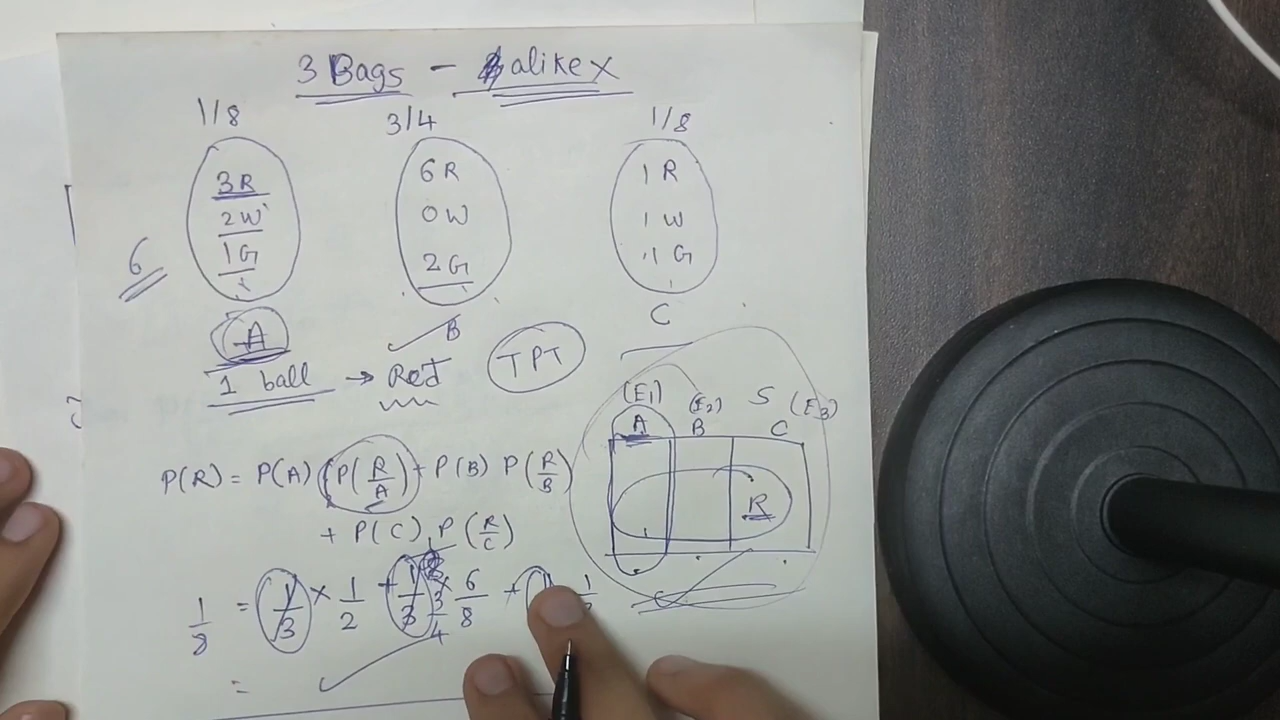 3 Bags - alike X
1/8 3/4 1/8
3R 6R 1R
2W 0W 1W
1G 2G 1G
6
A B C
1 ball → Red TPT
(E1) (E2) S (E3)
A B C
P(R) = P(A) P(R/A) + P(B) P(R/B)
R
+ P(C) P(R/C)
1/8 = 1/3 × 1/2 + 1/3 3/4 × 6/8 +
=